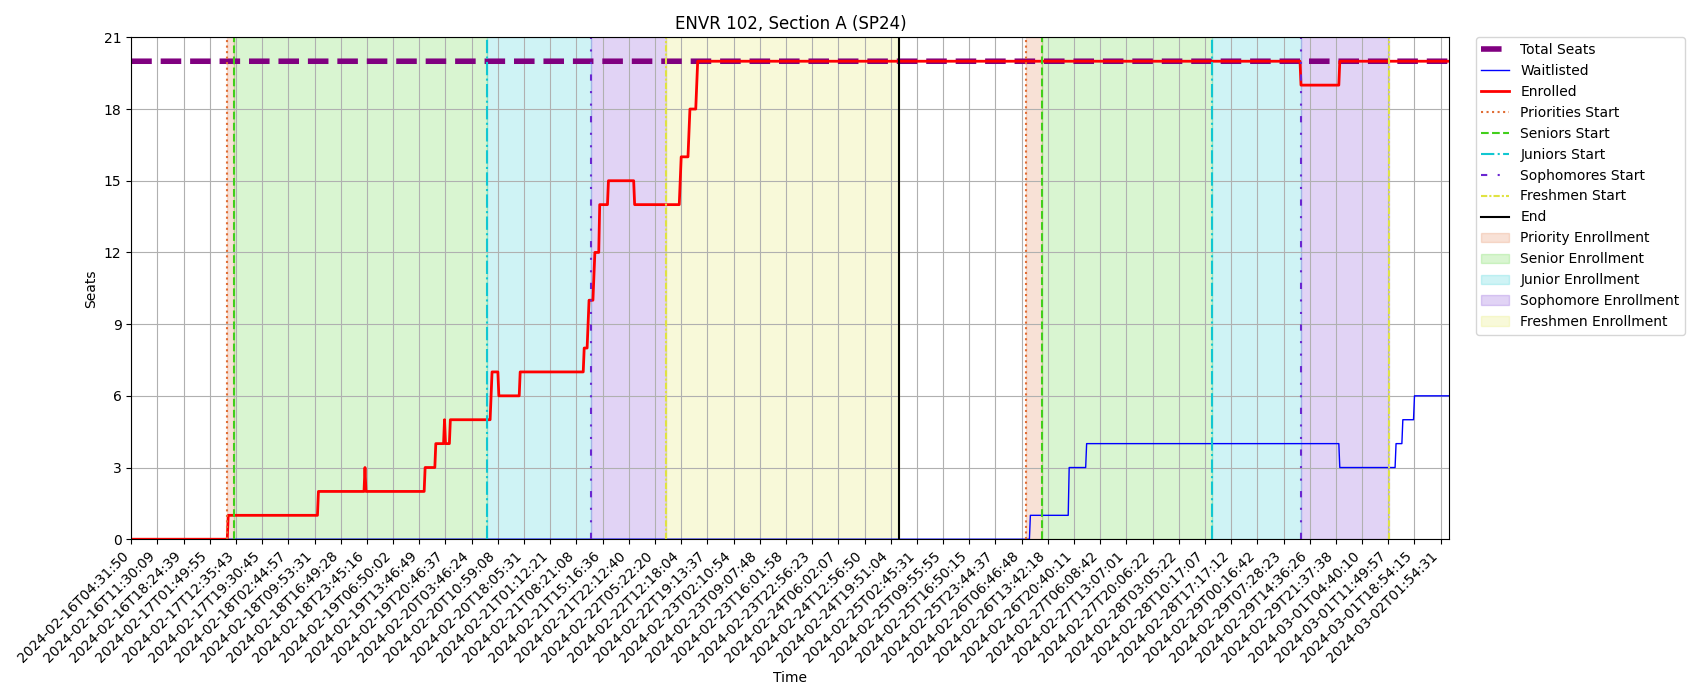 ENVR 102, Section A (SP24)
Seats
21
18
15
12
9
6
3
0
2024-02-16T04:31:50
2024-02-16T11:30:09
2024-02-16T18:24:39
2024-02-17T01:49:55
2024-02-17T12:35:43
2024-02-17T19:30:45
2024-02-18T02:44:57
2024-02-18T09:53:31
2024-02-18T16:49:28
2024-02-18T23:45:16
2024-02-19T06:50:02
2024-02-19T13:46:49
2024-02-19T20:46:37
2024-02-20T03:46:24
2024-02-20T10:59:08
2024-02-20T18:05:31
2024-02-21T01:12:21
2024-02-21T08:21:08
2024-02-21T15:16:36
2024-02-21T22:12:40
2024-02-22T05:22:20
2024-02-22T12:18:04
2024-02-22T19:13:37
2024-02-23T02:10:54
2024-02-23T09:07:48
2024-02-23T16:01:58
2024-02-23T22:56:23
2024-02-24T06:02:07
2024-02-24T12:56:50
2024-02-24T19:51:04
2024-02-25T02:45:31
2024-02-25T09:55:55
2024-02-25T16:50:15
2024-02-25T23:44:37
2024-02-26T06:46:48
2024-02-26T13:42:18
2024-02-26T20:40:11
2024-02-27T06:08:42
2024-02-27T13:07:01
2024-02-27T20:06:22
2024-02-28T03:05:22
2024-02-28T10:17:07
2024-02-28T17:17:12
2024-02-29T00:16:42
2024-02-29T07:28:23
2024-02-29T14:36:26
2024-02-29T21:37:38
2024-03-01T04:40:10
2024-03-01T11:49:57
2024-03-01T18:54:15
2024-03-02T01:54:31
Time
Total Seats
Waitlisted
Enrolled
Priorities Start
Seniors Start
Juniors Start
Sophomores Start
Freshmen Start
End
Priority Enrollment
Senior Enrollment
Junior Enrollment
Sophomore Enrollment
Freshmen Enrollment